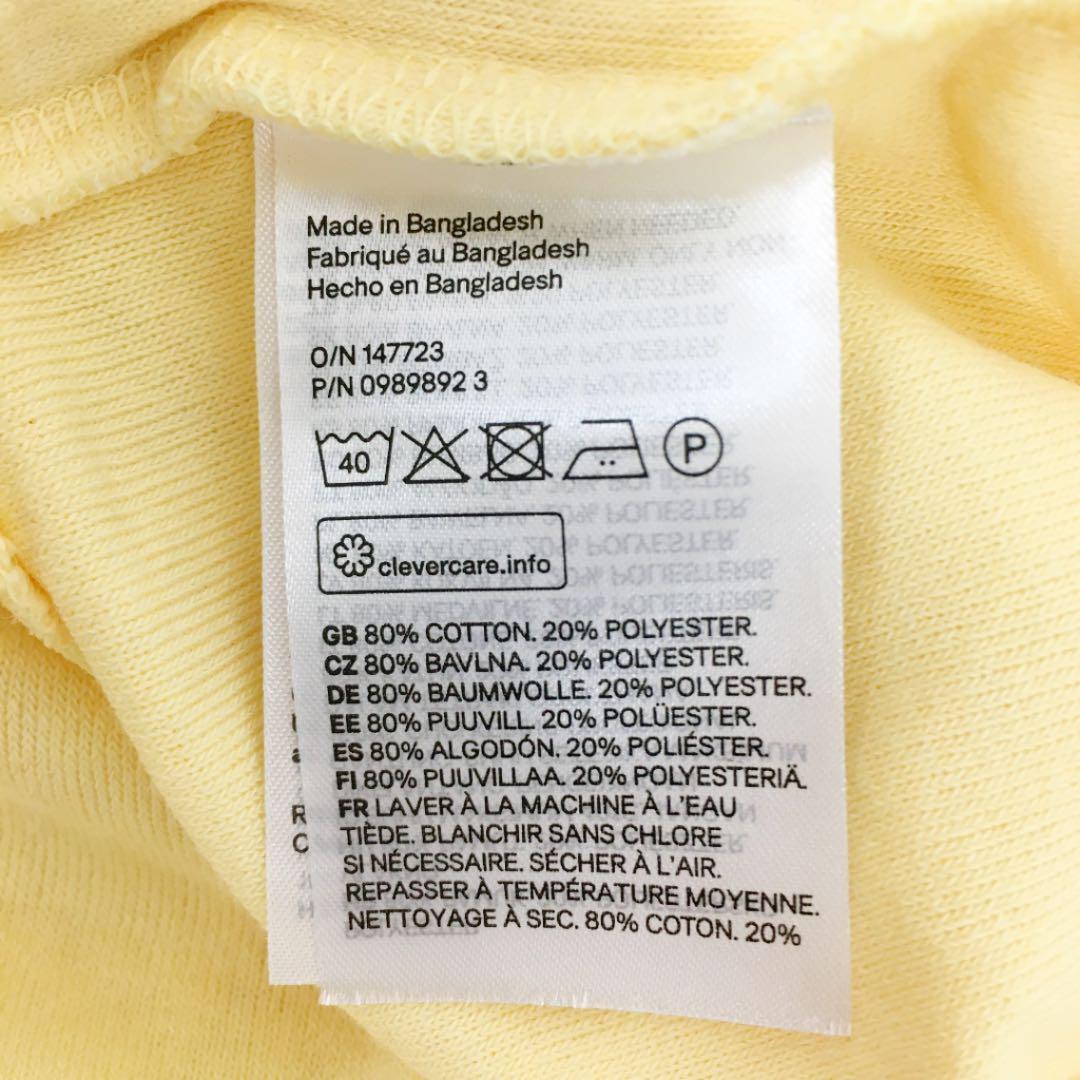 Made in Bangladesh
Fabriqué au Bangladesh
Hecho en Bangladesh
O/N 147723
P/N 0989892 3
40 P
clevercare.info
GB 80% COTTON. 20% POLYESTER.
CZ 80% BAVLNA. 20% POLYESTER.
DE 80% BAUMWOLLE. 20% POLYESTER.
EE 80% PUUVILL. 20% POLÜESTER.
ES 80% ALGODÓN. 20% POLIÉSTER.
FI 80% PUUVILLAA. 20% POLYESTERIÄ.
FR LAVER À LA MACHINE À L'EAU
TIÈDE. BLANCHIR SANS CHLORE
SI NÉCESSAIRE. SÉCHER À L'AIR.
REPASSER À TEMPÉRATURE MOYENNE.
NETTOYAGE À SEC. 80% COTON. 20%